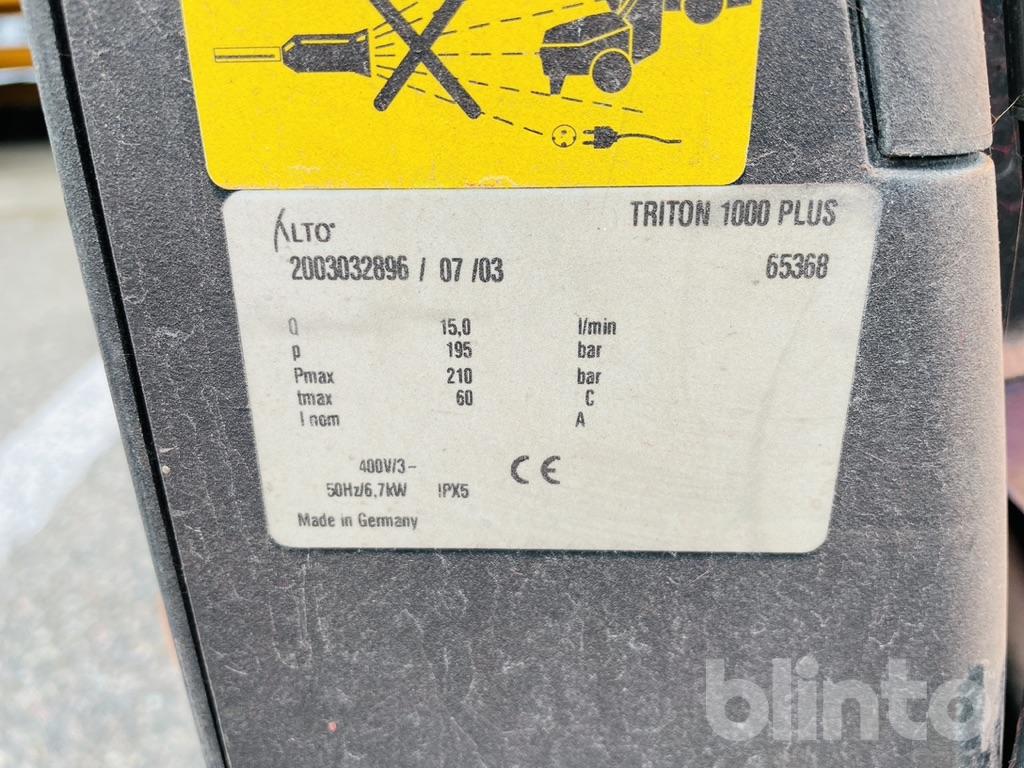 ALTO
TRITON 1000 PLUS
2003032896 / 07 /03 65368
Q 15,0 l/min
p 195 bar
Pmax 210 bar
tmax 60 C
I nom A
400V/3~
50Hz/6,7kW IPX5
CE
Made in Germany
blinto